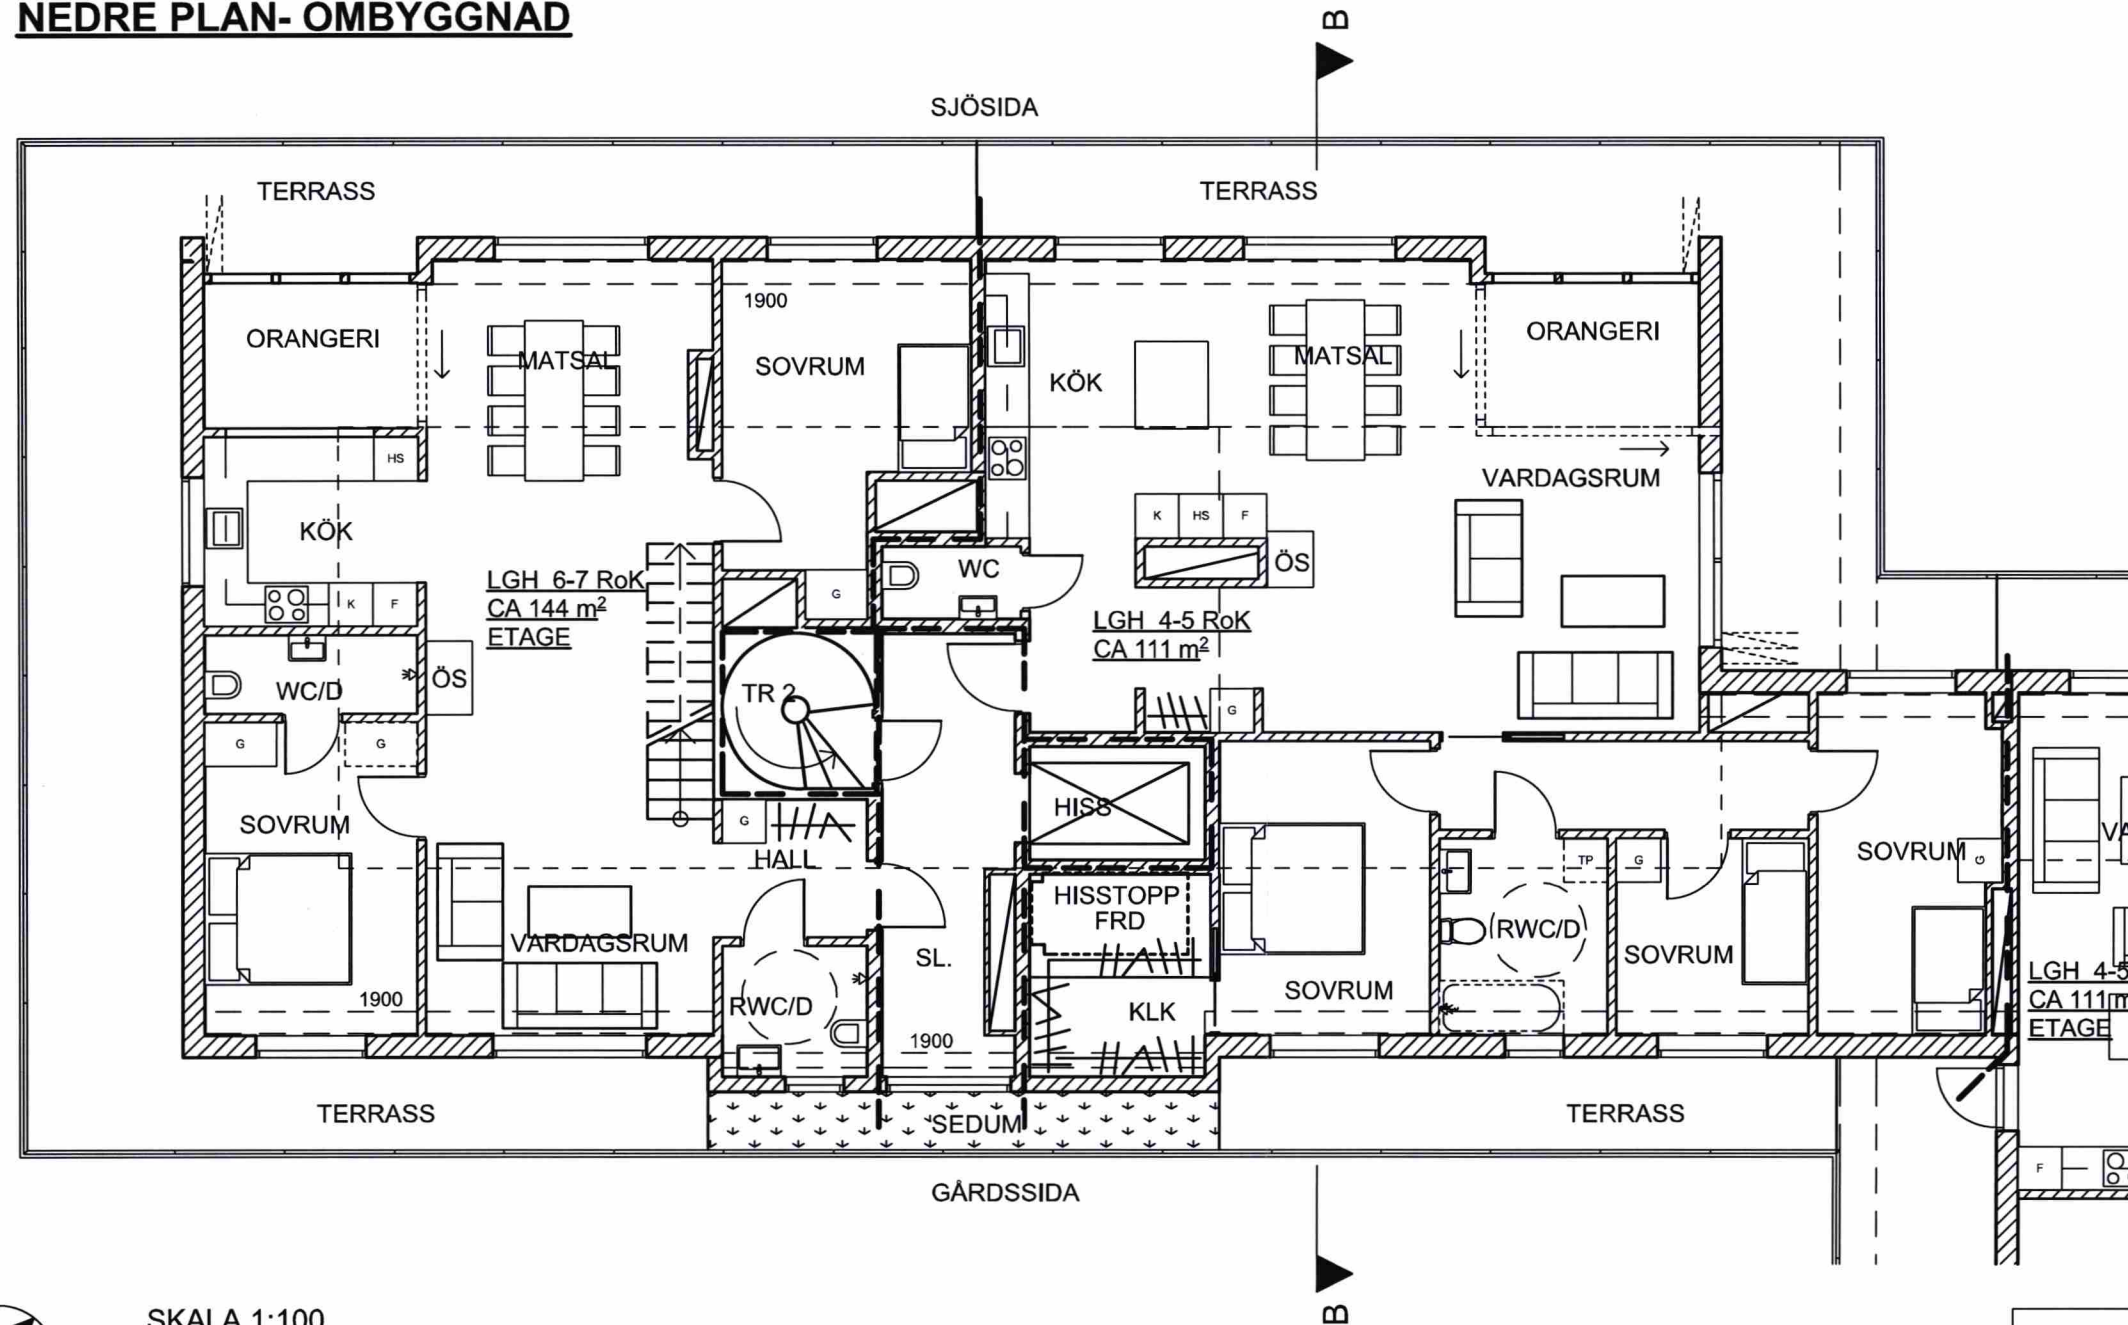 NEDRE PLAN- OMBYGGNAD
B
SJÖSIDA
TERRASS
TERRASS
1900
ORANGERI
MATSAL
SOVRUM
KÖK
MATSAL
ORANGERI
HS
VARDAGSRUM
KÖK
K HS F
WC
ÖS
LGH 6-7 RoK
CA 144 m²
ETAGE
K F
G
LGH 4-5 RoK
CA 111 m²
WC/D
ÖS
TR 2
G
G
G
SOVRUM
G
HALL
HISS
SOVRUM
G
TP
G
HISSTOPP
FRD
VARDAGSRUM
SL.
RWC/D
SOVRUM
1900
RWC/D
KLK
SOVRUM
LGH 4-5
CA 111 m
ETAGE
1900
TERRASS
SEDUM
TERRASS
F
GÅRDSSIDA
B
SKALA 1:100